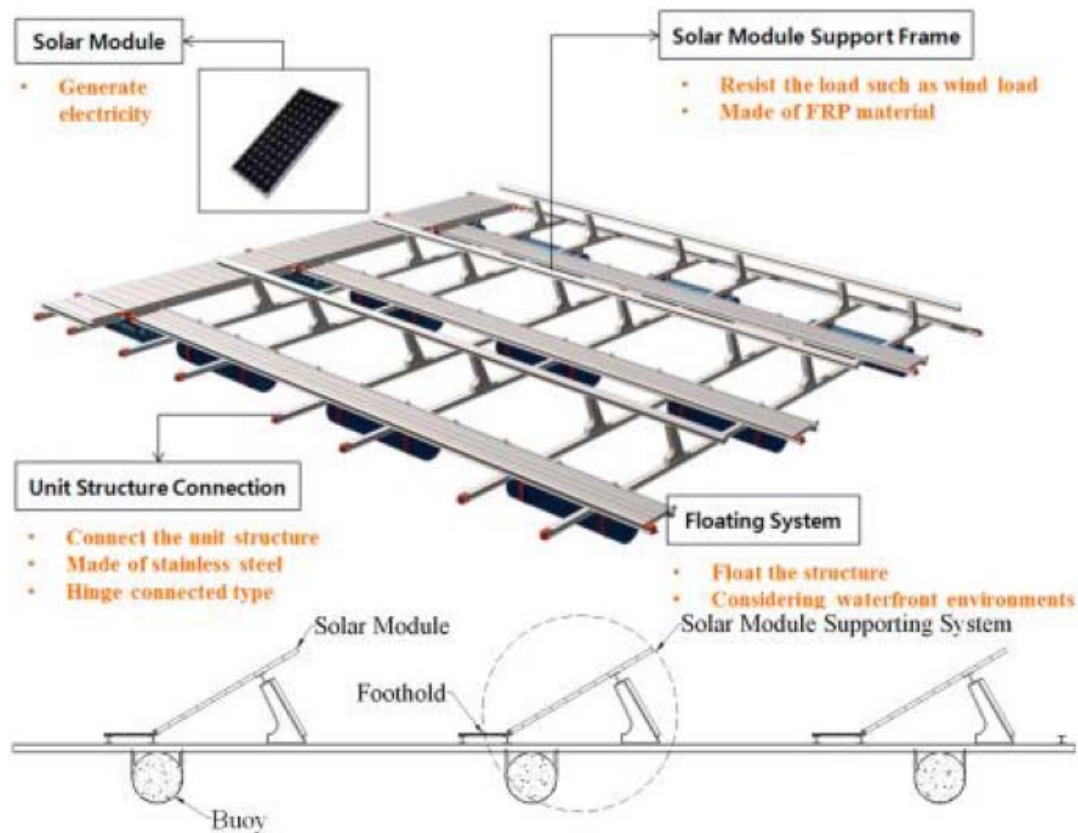 Solar Module
• Generate
electricity
Solar Module Support Frame
• Resist the load such as wind load
• Made of FRP material
Unit Structure Connection
• Connect the unit structure
• Made of stainless steel
• Hinge connected type
Floating System
• Float the structure
• Considering waterfront environments
Solar Module
Solar Module Supporting System
Foothold
Buoy